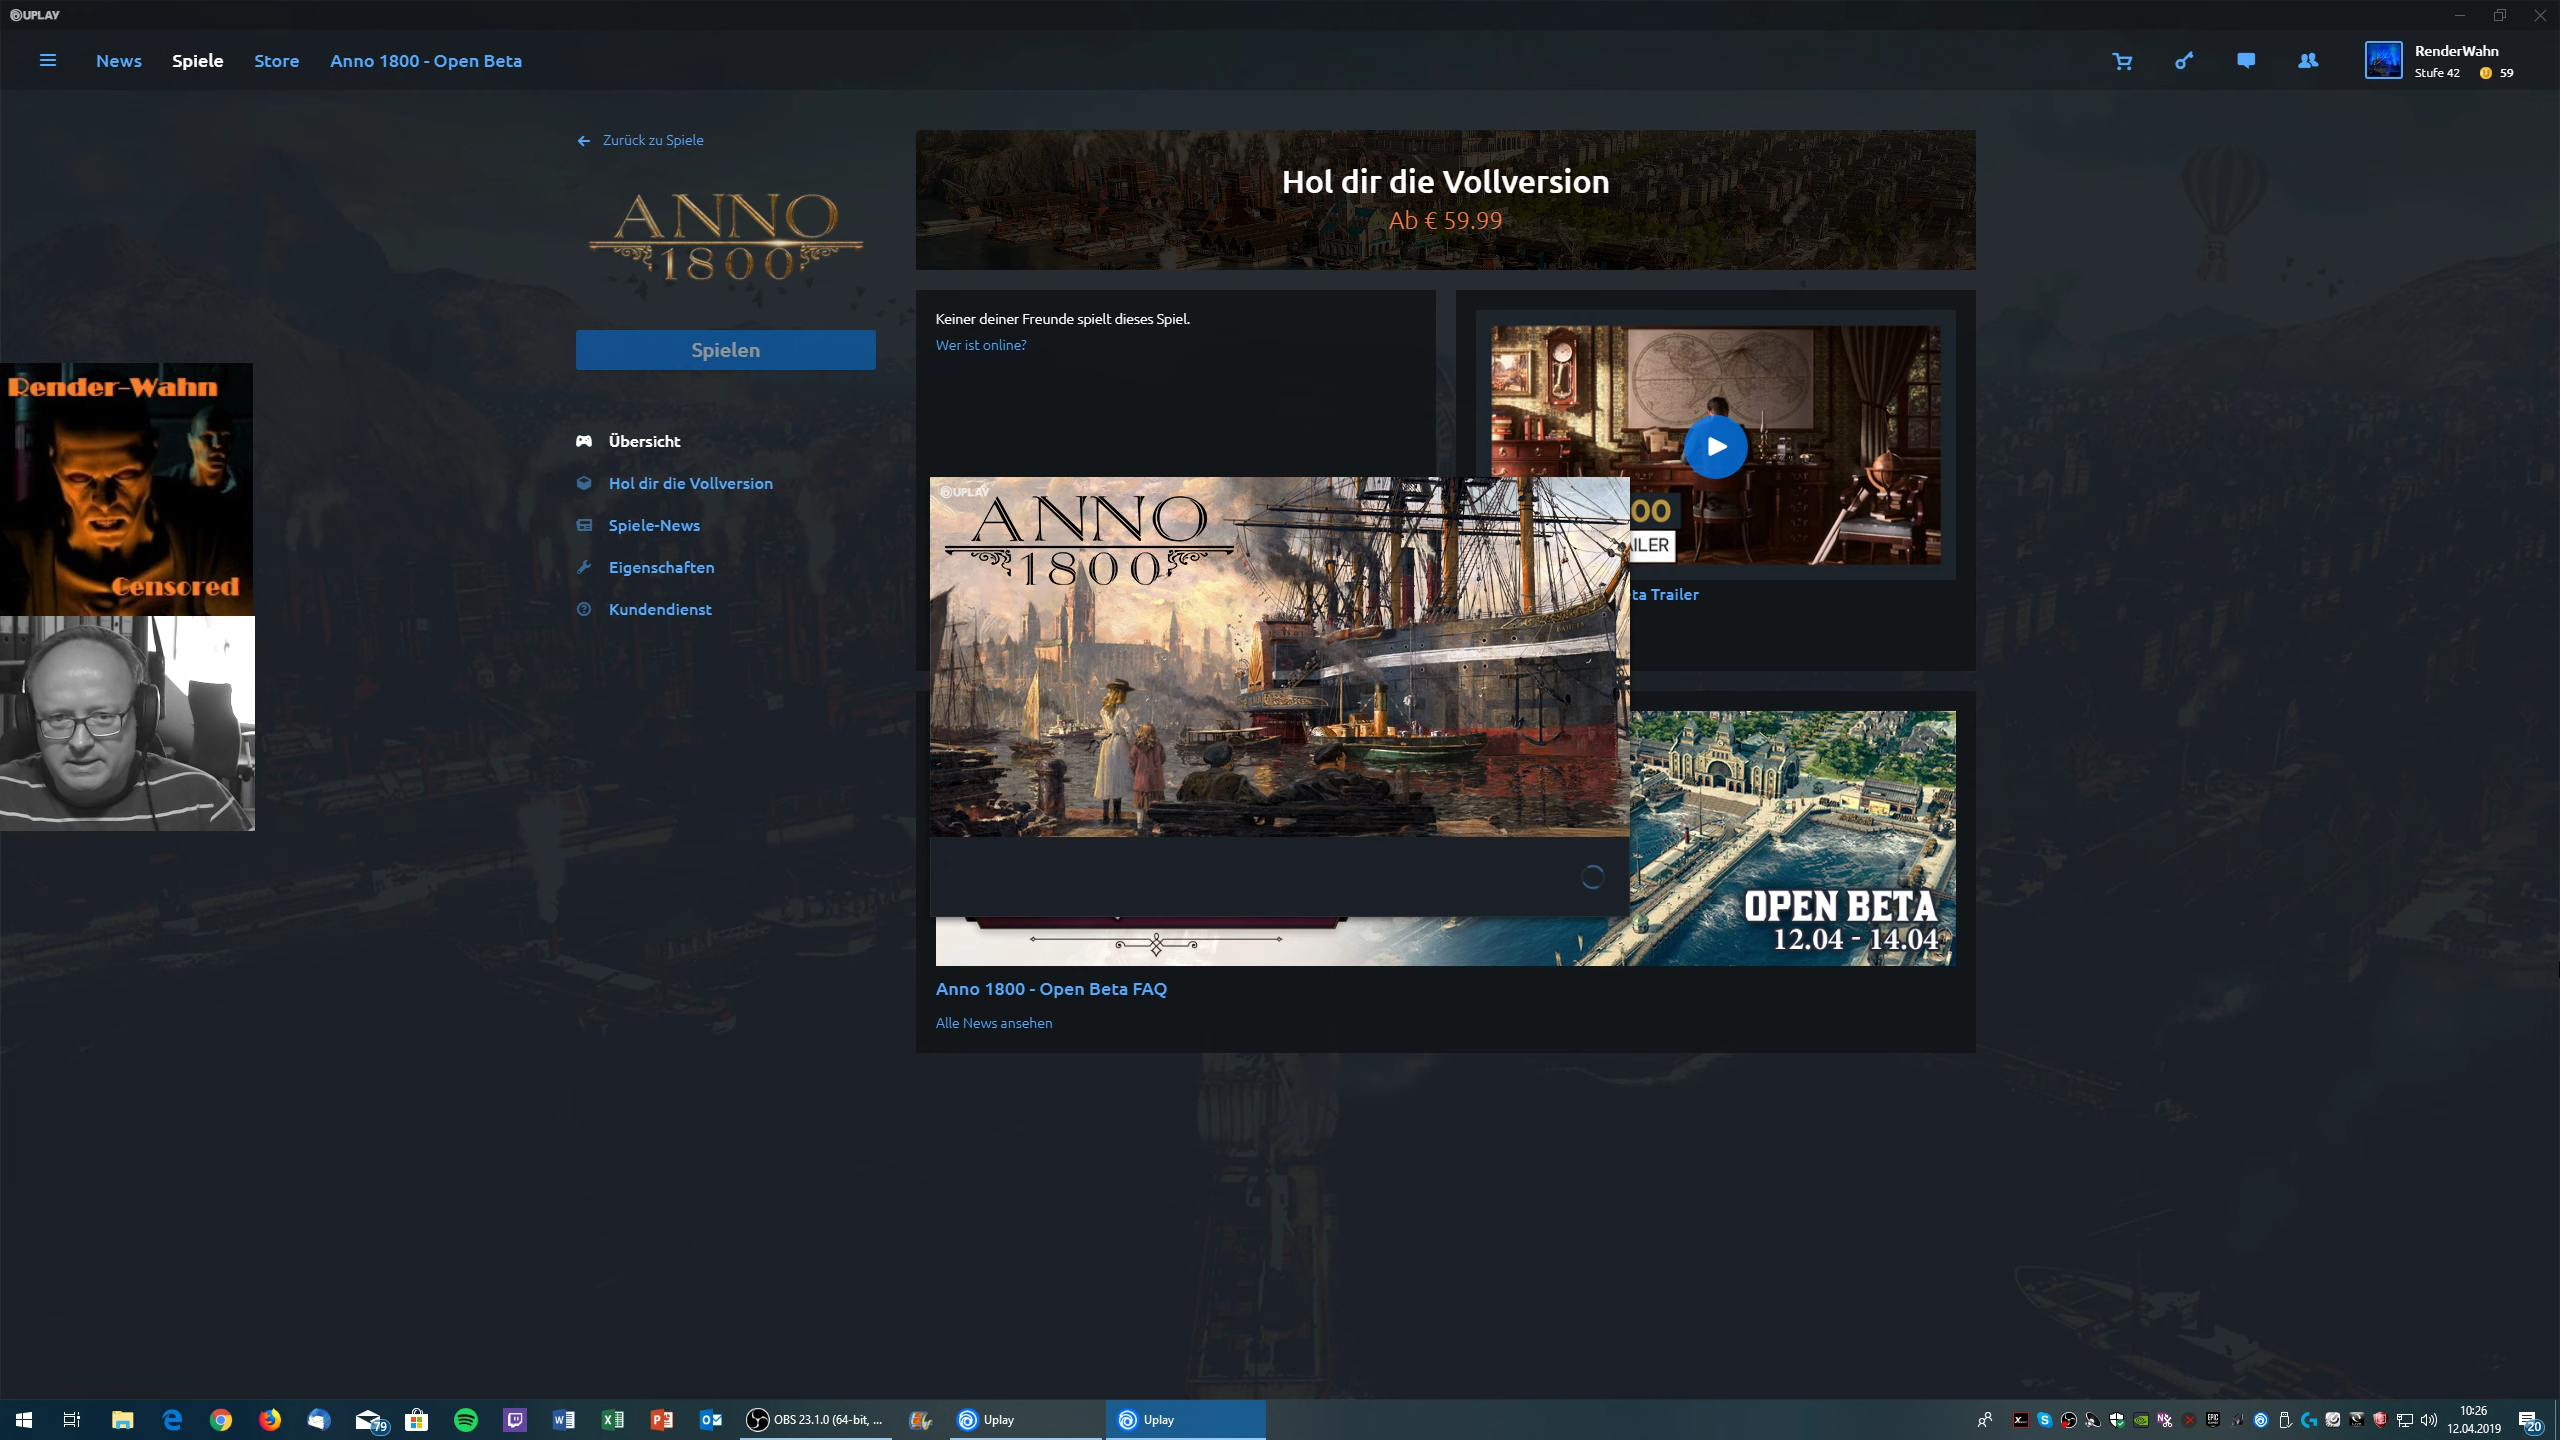 UPLAY
News
Spiele
Store
Anno 1800 - Open Beta
RenderWahn
Stufe 42
59
Zurück zu Spiele
ANNO
1800
Spielen
Übersicht
Hol dir die Vollversion
Spiele-News
Eigenschaften
Kundendienst
Hol dir die Vollversion
Ab € 59.99
Keiner deiner Freunde spielt dieses Spiel.
Wer ist online?
00
AILER
ta Trailer
Render-Wahn
Censored
UPLAY
ANNO
1800
OPEN BETA
12.04 - 14.04
Anno 1800 - Open Beta FAQ
Alle News ansehen
79
OBS 23.1.0 (64-bit, ...
Uplay
Uplay
10:26
12.04.2019
20